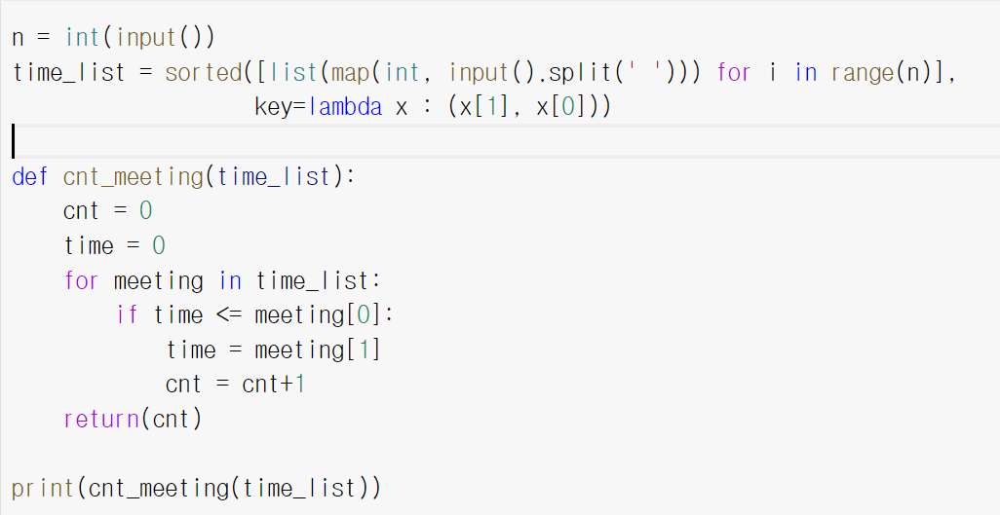 n = int(input())
time_list = sorted([list(map(int, input().split(' '))) for i in range(n)],
                   key=lambda x : (x[1], x[0]))
def cnt_meeting(time_list):
    cnt = 0
    time = 0
    for meeting in time_list:
        if time <= meeting[0]:
            time = meeting[1]
            cnt = cnt+1
    return(cnt)
print(cnt_meeting(time_list))